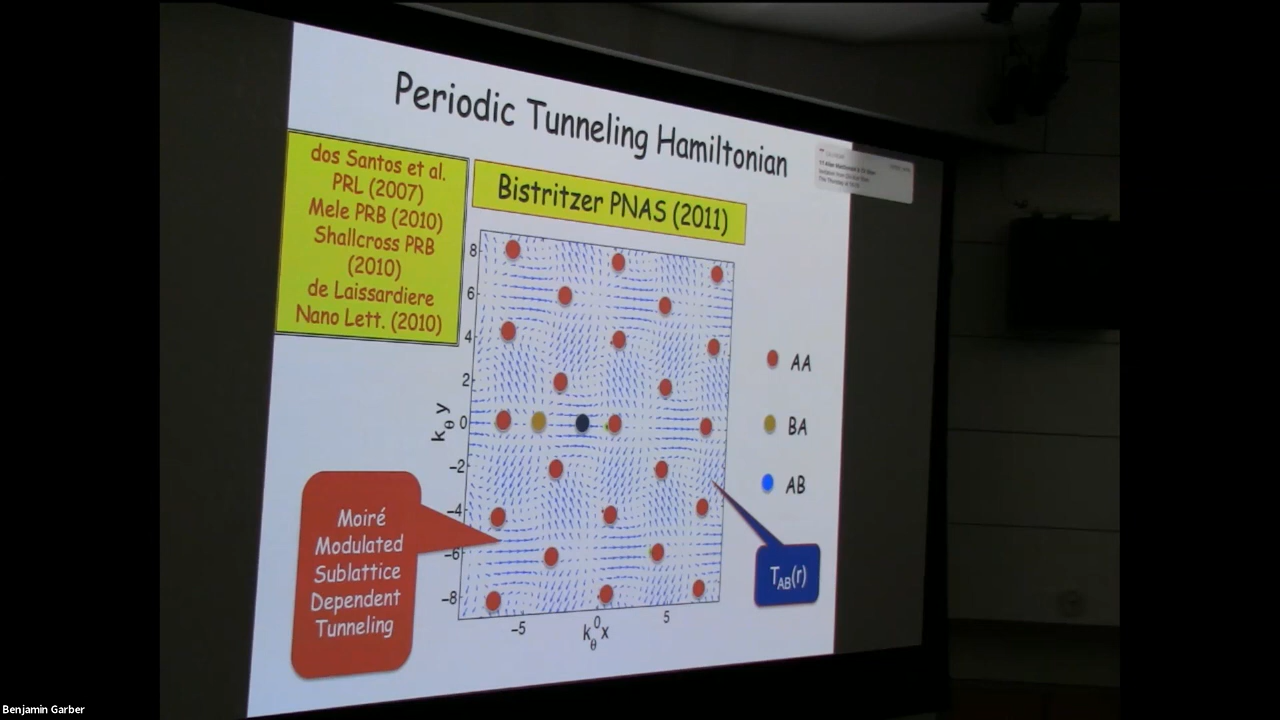 Periodic Tunneling Hamiltonian
dos Santos et al.
PRL (2007)
Mele PRB (2010)
Shallcross PRB
(2010)
de Laissardiere
Nano Lett. (2010)
Bistritzer PNAS (2011)
8
6
4
2
0
−2
−4
−6
−8
kθy
−5
0
5
kθx
AA
BA
AB
Moiré
Modulated
Sublattice
Dependent
Tunneling
TAB(r)
Benjamin Garber